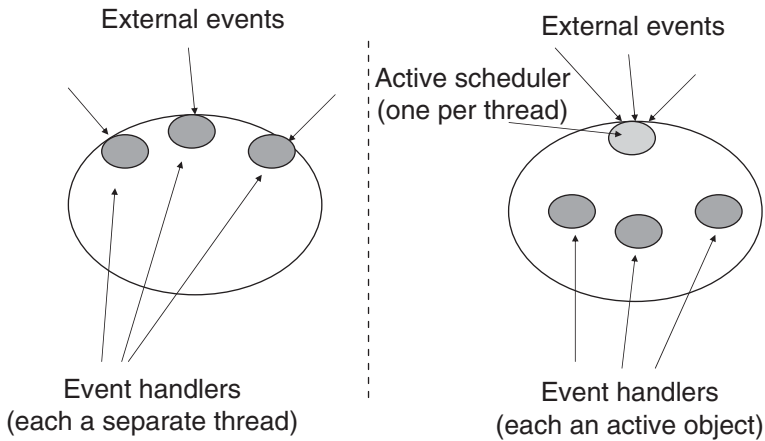 External events
Event handlers
(each a separate thread)
External events
Active scheduler
(one per thread)
Event handlers
(each an active object)